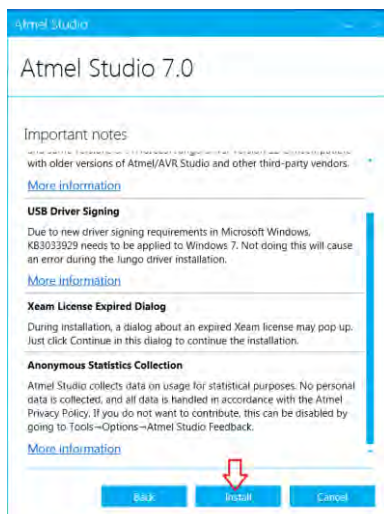 Atmel Studio
Atmel Studio 7.0
Important notes
with older versions of Atmel/AVR Studio and other third-party vendors.
More information
USB Driver Signing
Due to new driver signing requirements in Microsoft Windows,
KB3033929 needs to be applied to Windows 7. Not doing this will cause
an error during the Jungo driver installation.
More information
Xeam License Expired Dialog
During installation, a dialog about an expired Xeam license may pop up.
Just click Continue in this dialog to continue the installation.
Anonymous Statistics Collection
Atmel Studio collects data on usage for statistical purposes. No personal
data is collected, and all data is handled in accordance with the Atmel
Privacy Policy. If you do not want to contribute, this can be disabled by
going to Tools→Options→Atmel Studio Feedback.
More information
Back Install Cancel